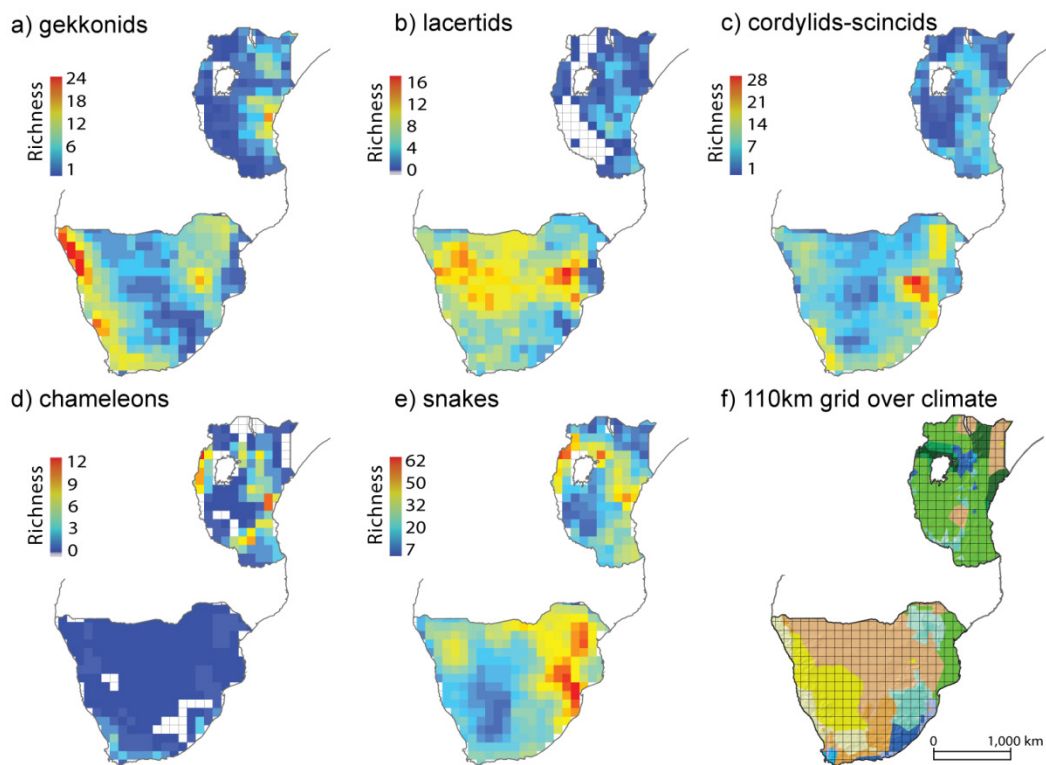 a) gekkonids
b) lacertids
c) cordylids-scincids
Richness
24
18
12
6
1
Richness
16
12
8
4
0
Richness
28
21
14
7
1
d) chameleons
e) snakes
f) 110km grid over climate
Richness
12
9
6
3
0
Richness
62
50
32
20
7
0
1,000 km